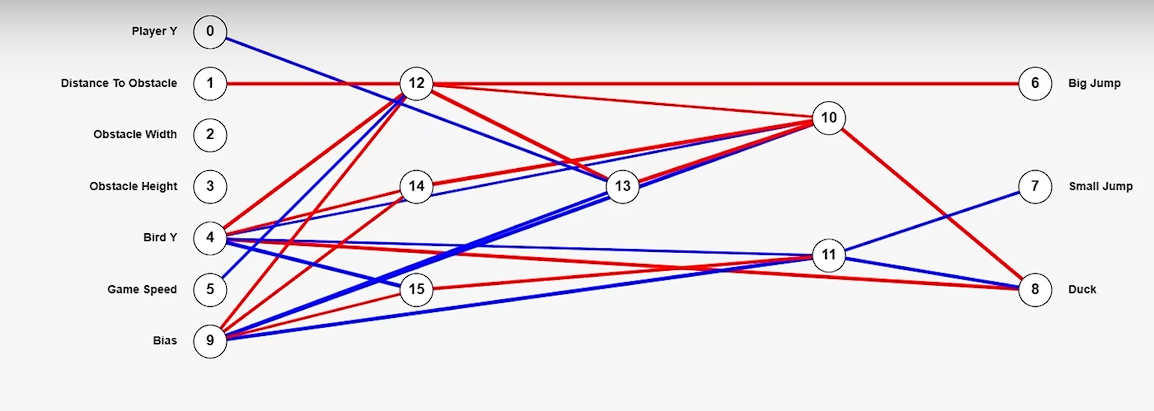 Player Y 0
Distance To Obstacle 1 12 6 Big Jump
10
Obstacle Width 2
Obstacle Height 3 14 13 7 Small Jump
Bird Y 4
11
Game Speed 5 15 8 Duck
Bias 9